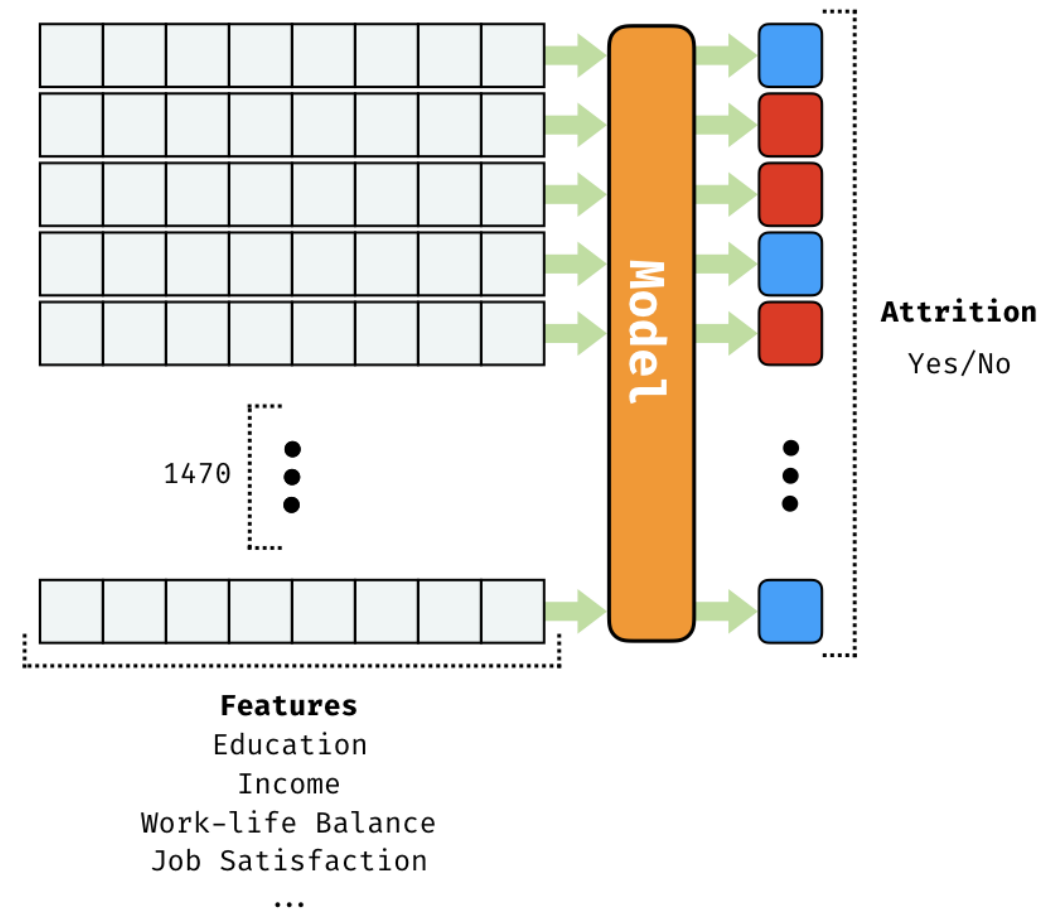 Model
Attrition
Yes/No
1470
Features
Education
Income
Work-life Balance
Job Satisfaction
...